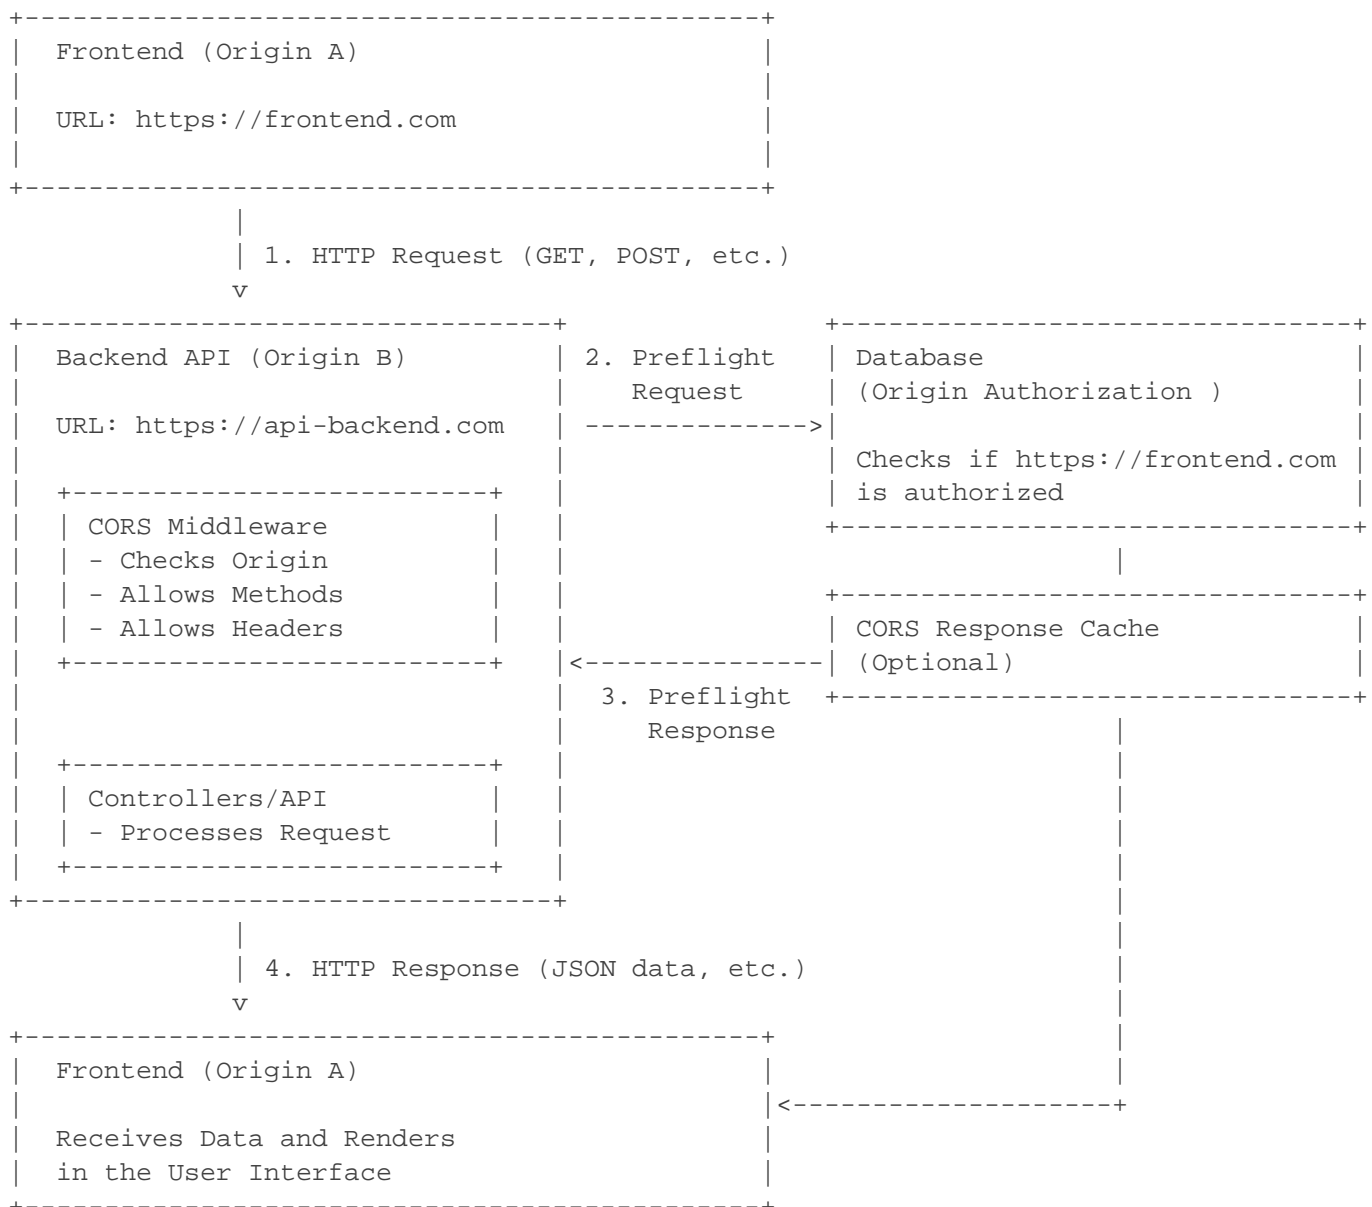 Frontend (Origin A)
URL: https://frontend.com
1. HTTP Request (GET, POST, etc.)
Backend API (Origin B)
URL: https://api-backend.com
CORS Middleware
- Checks Origin
- Allows Methods
- Allows Headers
Controllers/API
- Processes Request
2. Preflight
Request
Database
(Origin Authorization )
Checks if https://frontend.com
is authorized
CORS Response Cache
(Optional)
3. Preflight
Response
4. HTTP Response (JSON data, etc.)
Frontend (Origin A)
Receives Data and Renders
in the User Interface